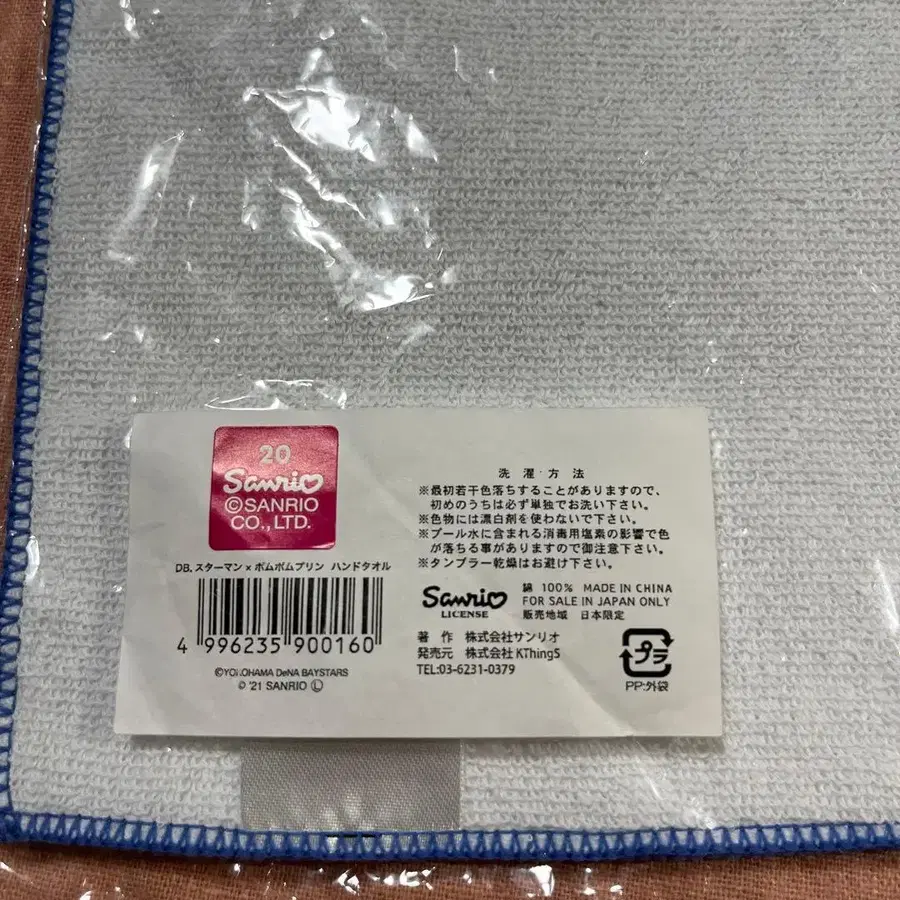 20
Sanrio
©SANRIO
CO., LTD.
DB.スターマン×ポムポムプリン ハンドタオル
4 996235 900160
©YOKOHAMA DeNA BAYSTARS
© '21 SANRIO Ⓛ
洗濯方法
※最初若干色落ちすることがありますので、
初めのうちは必ず単独でお洗い下さい。
※色物には漂白剤を使わないで下さい。
※プール水に含まれる消毒用塩素の影響で色
が落ちる事がありますので御注意下さい。
※タンブラー乾燥はお避け下さい。
Sanrio
LICENSE
綿 100% MADE IN CHINA
FOR SALE IN JAPAN ONLY
販売地域 日本限定
著 作 株式会社サンリオ
発売元 株式会社 KThingS
TEL:03-6231-0379
プラ
PP:外袋